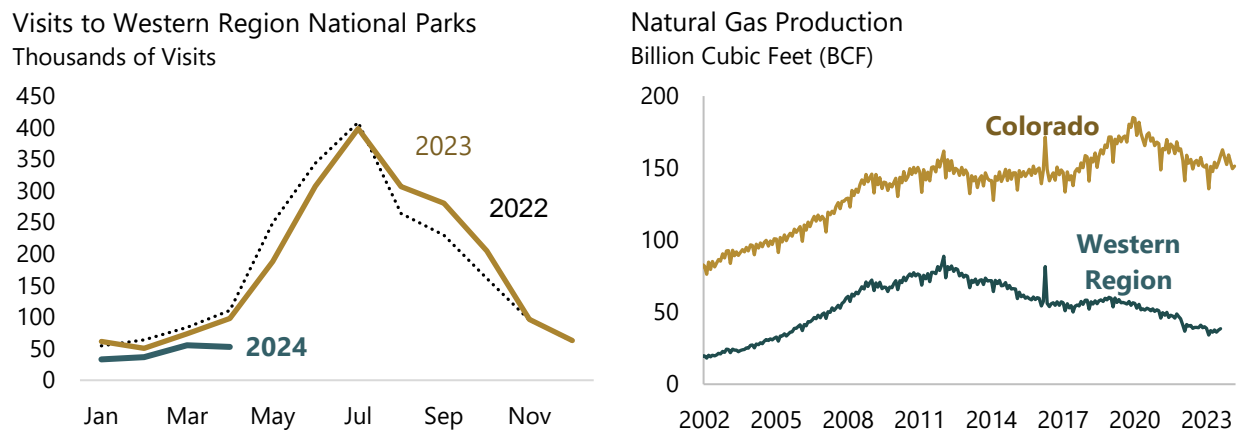 Visits to Western Region National Parks
Thousands of Visits
450
400
350
300
250
200
150
100
50
0
2023
2022
2024
Jan Mar May Jul Sep Nov
Natural Gas Production
Billion Cubic Feet (BCF)
200
150
100
50
0
Colorado
Western
Region
2002 2005 2008 2011 2014 2017 2020 2023